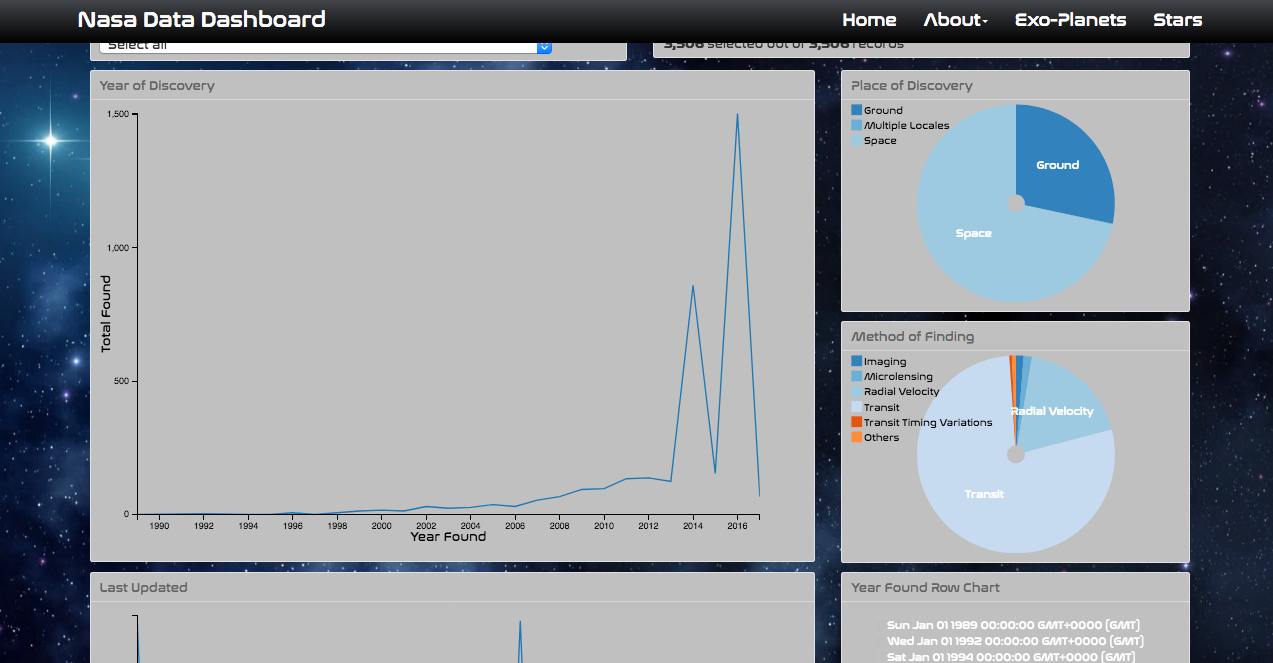 Nasa Data Dashboard
Home About Exo-Planets Stars
Select all
3,506 selected out of 3,506 records
Year of Discovery
1,500
1,000
500
0
Total Found
1990 1992 1994 1996 1998 2000 2002 2004 2006 2008 2010 2012 2014 2016
Year Found
Place of Discovery
Ground
Multiple Locales
Space
Ground
Space
Method of Finding
Imaging
Microlensing
Radial Velocity
Transit
Transit Timing Variations
Others
Radial Velocity
Transit
Last Updated
Year Found Row Chart
Sun Jan 01 1989 00:00:00 GMT+0000 (GMT)
Wed Jan 01 1992 00:00:00 GMT+0000 (GMT)
Sat Jan 01 1994 00:00:00 GMT+0000 (GMT)